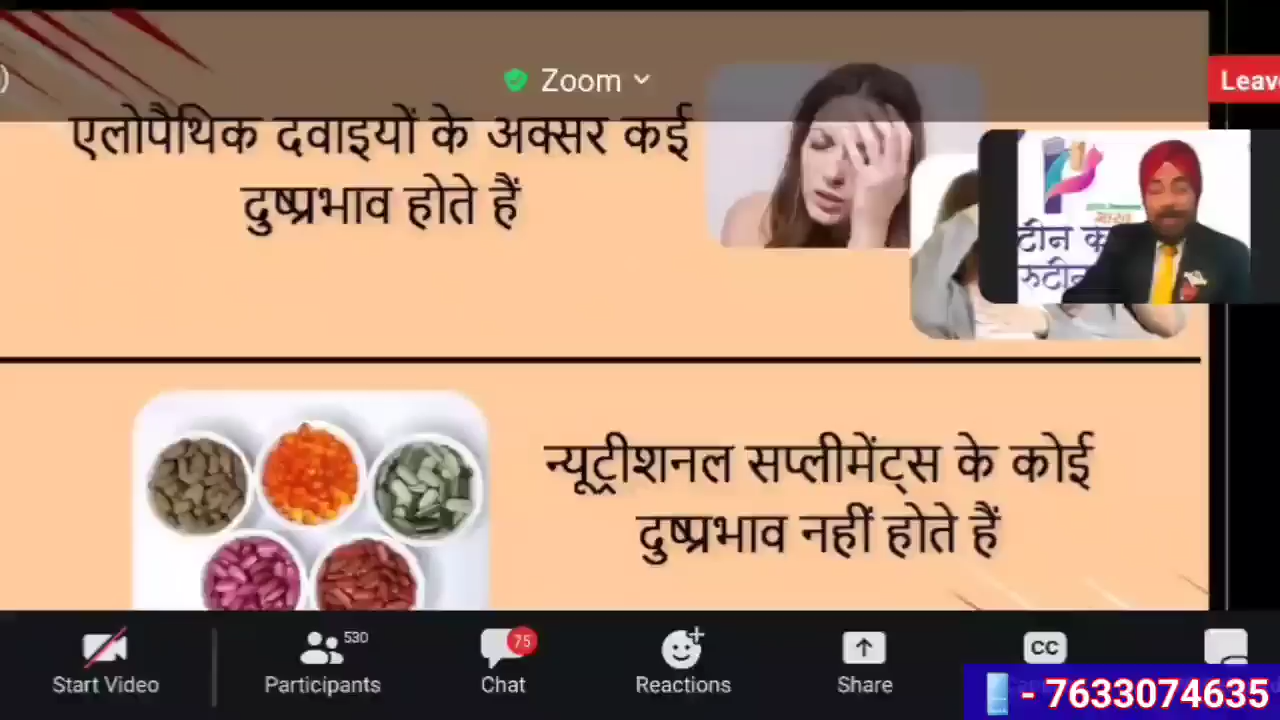 Zoom
Leave
एलोपैथिक दवाइयों के अक्सर कई
दुष्प्रभाव होते हैं
टीन क
रुटीन
न्यूट्रीशनल सप्लीमेंट्स के कोई
दुष्प्रभाव नहीं होते हैं
530
75
CC
Start Video
Participants
Chat
Reactions
Share
- 7633074635